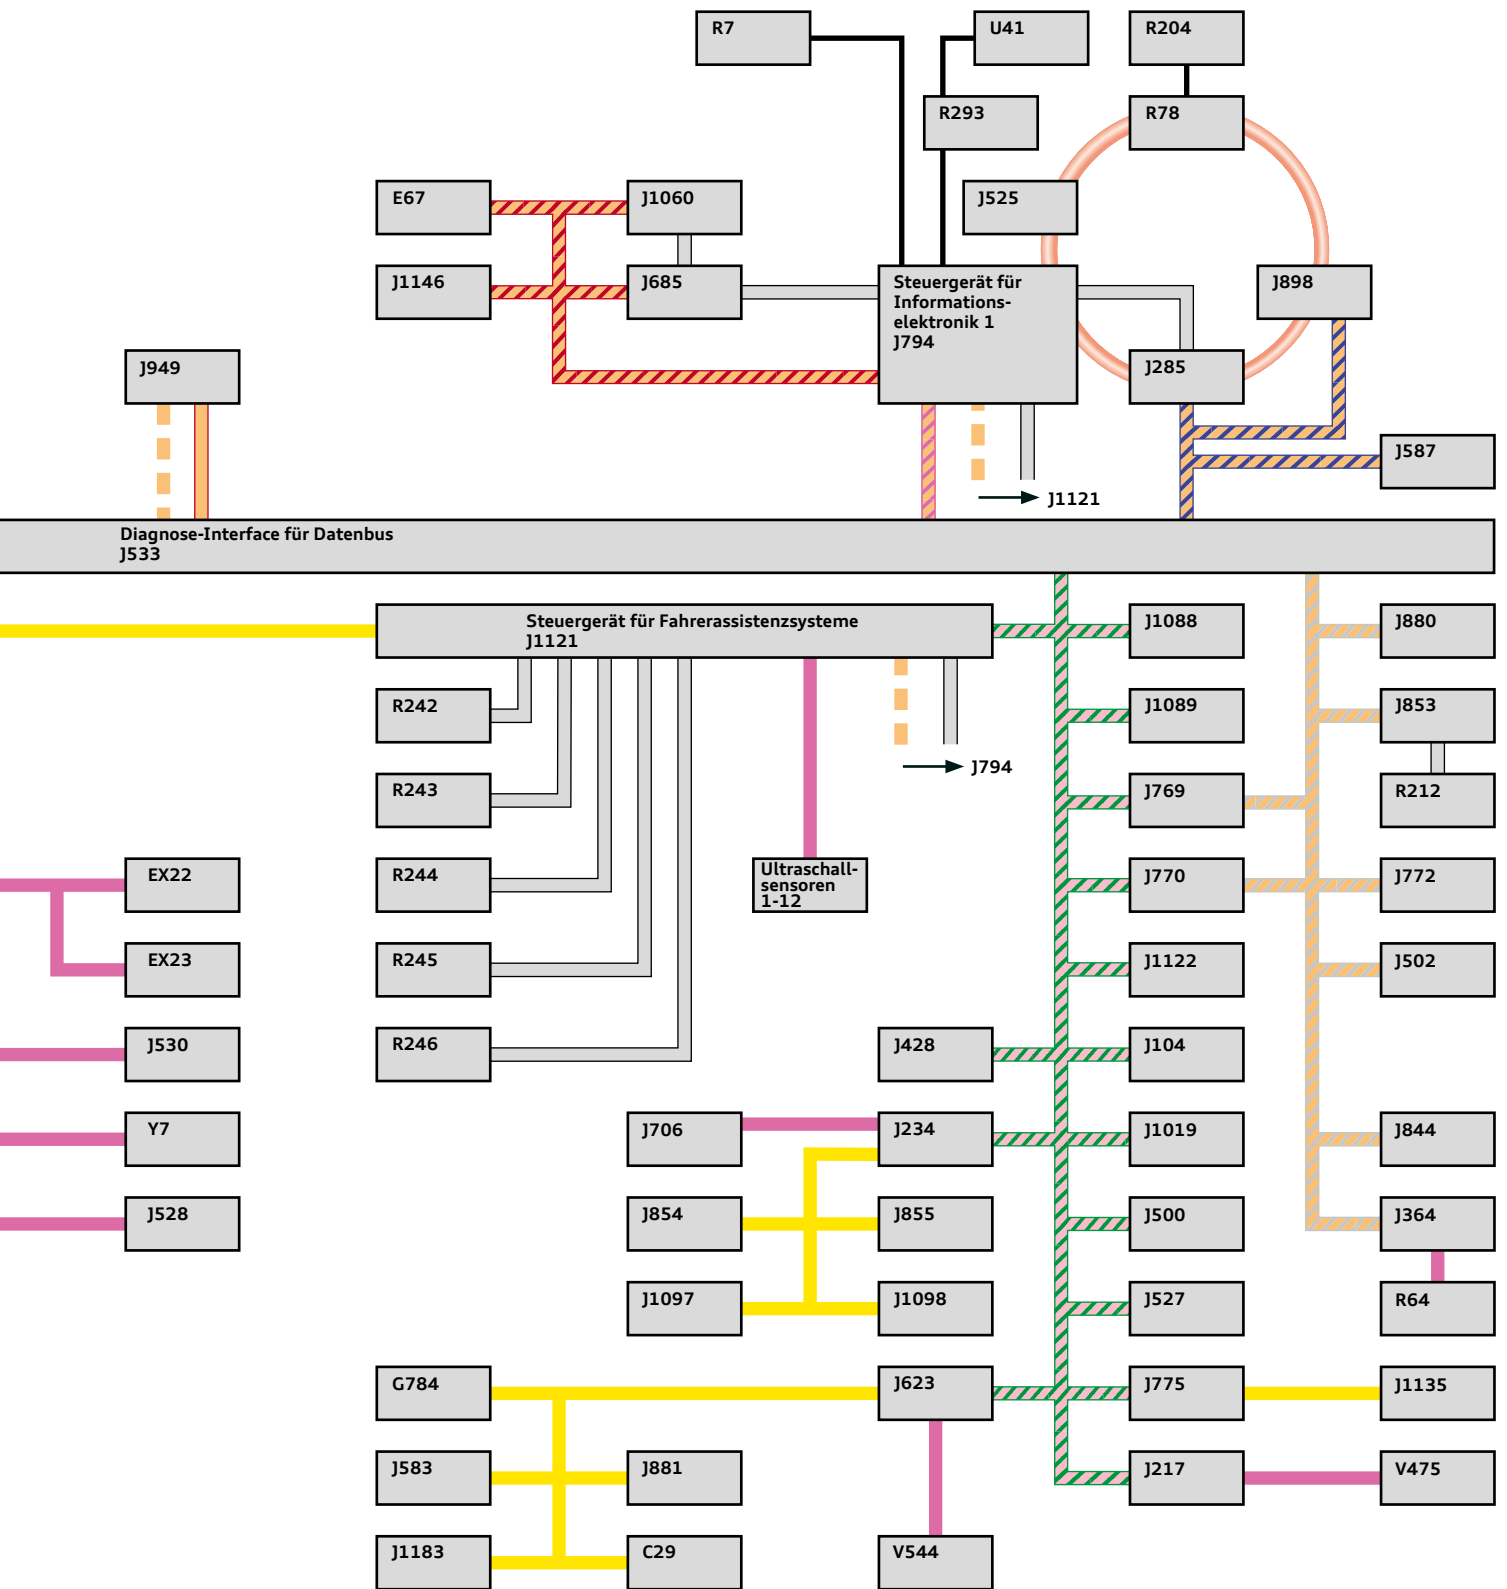 R7
U41
R204
R293
R78
E67
J1060
J525
J1146
J685
Steuergerät für
Informations-
elektronik 1
J794
J898
J949
J285
J587
J1121
Diagnose-Interface für Datenbus
J533
Steuergerät für Fahrerassistenzsysteme
J1121
J1088
J880
R242
J1089
J853
J794
R243
J769
R212
EX22
R244
Ultraschall-
sensoren
1-12
J770
J772
EX23
R245
J1122
J502
J530
R246
J428
J104
Y7
J706
J234
J1019
J844
J528
J854
J855
J500
J364
J1097
J1098
J527
R64
G784
J623
J775
J1135
J583
J881
J217
V475
J1183
C29
V544